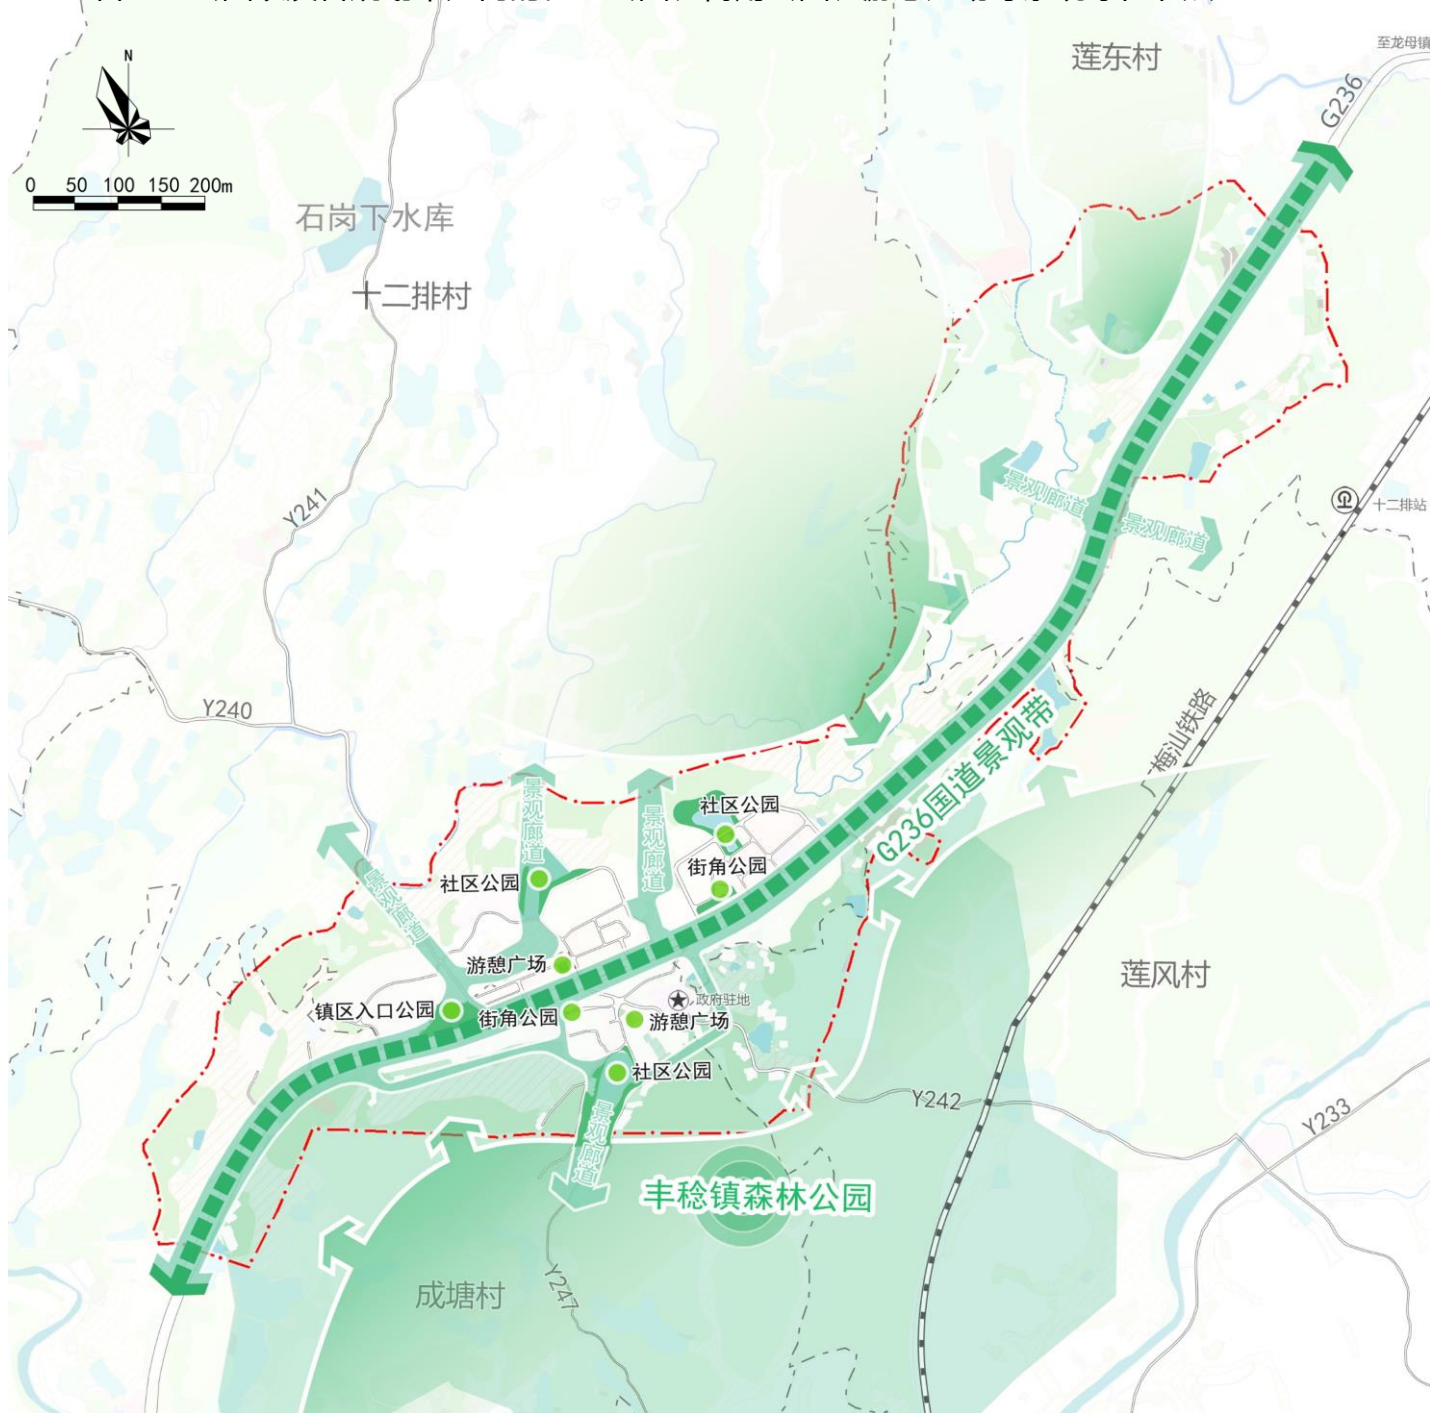 莲东村
至龙母镇
G236
N
0 50 100 150 200m
石岗下水库
十二排村
Y241
景观廊道
景观廊道
十二排站
Y240
广梅汕铁路
G236国道景观带
景观廊道
景观廊道
景观廊道
社区公园
街角公园
社区公园
游憩广场
莲风村
政府驻地
镇区入口公园
街角公园
游憩广场
社区公园
Y242
Y233
景观廊道
丰稔镇森林公园
成塘村
Y247